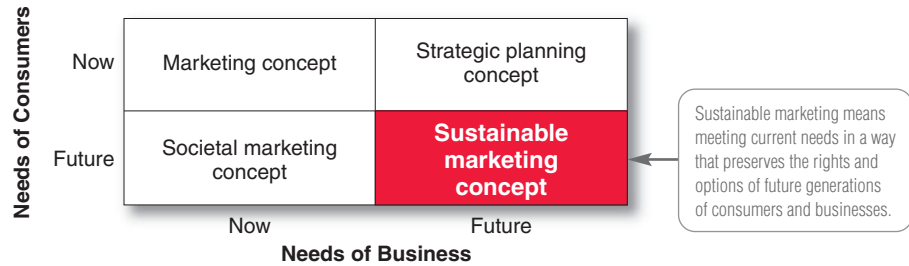 Needs of Consumers
Now
Marketing concept
Strategic planning
concept
Future
Societal marketing
concept
Sustainable
marketing
concept
Now
Future
Needs of Business
Sustainable marketing means
meeting current needs in a way
that preserves the rights and
options of future generations
of consumers and businesses.